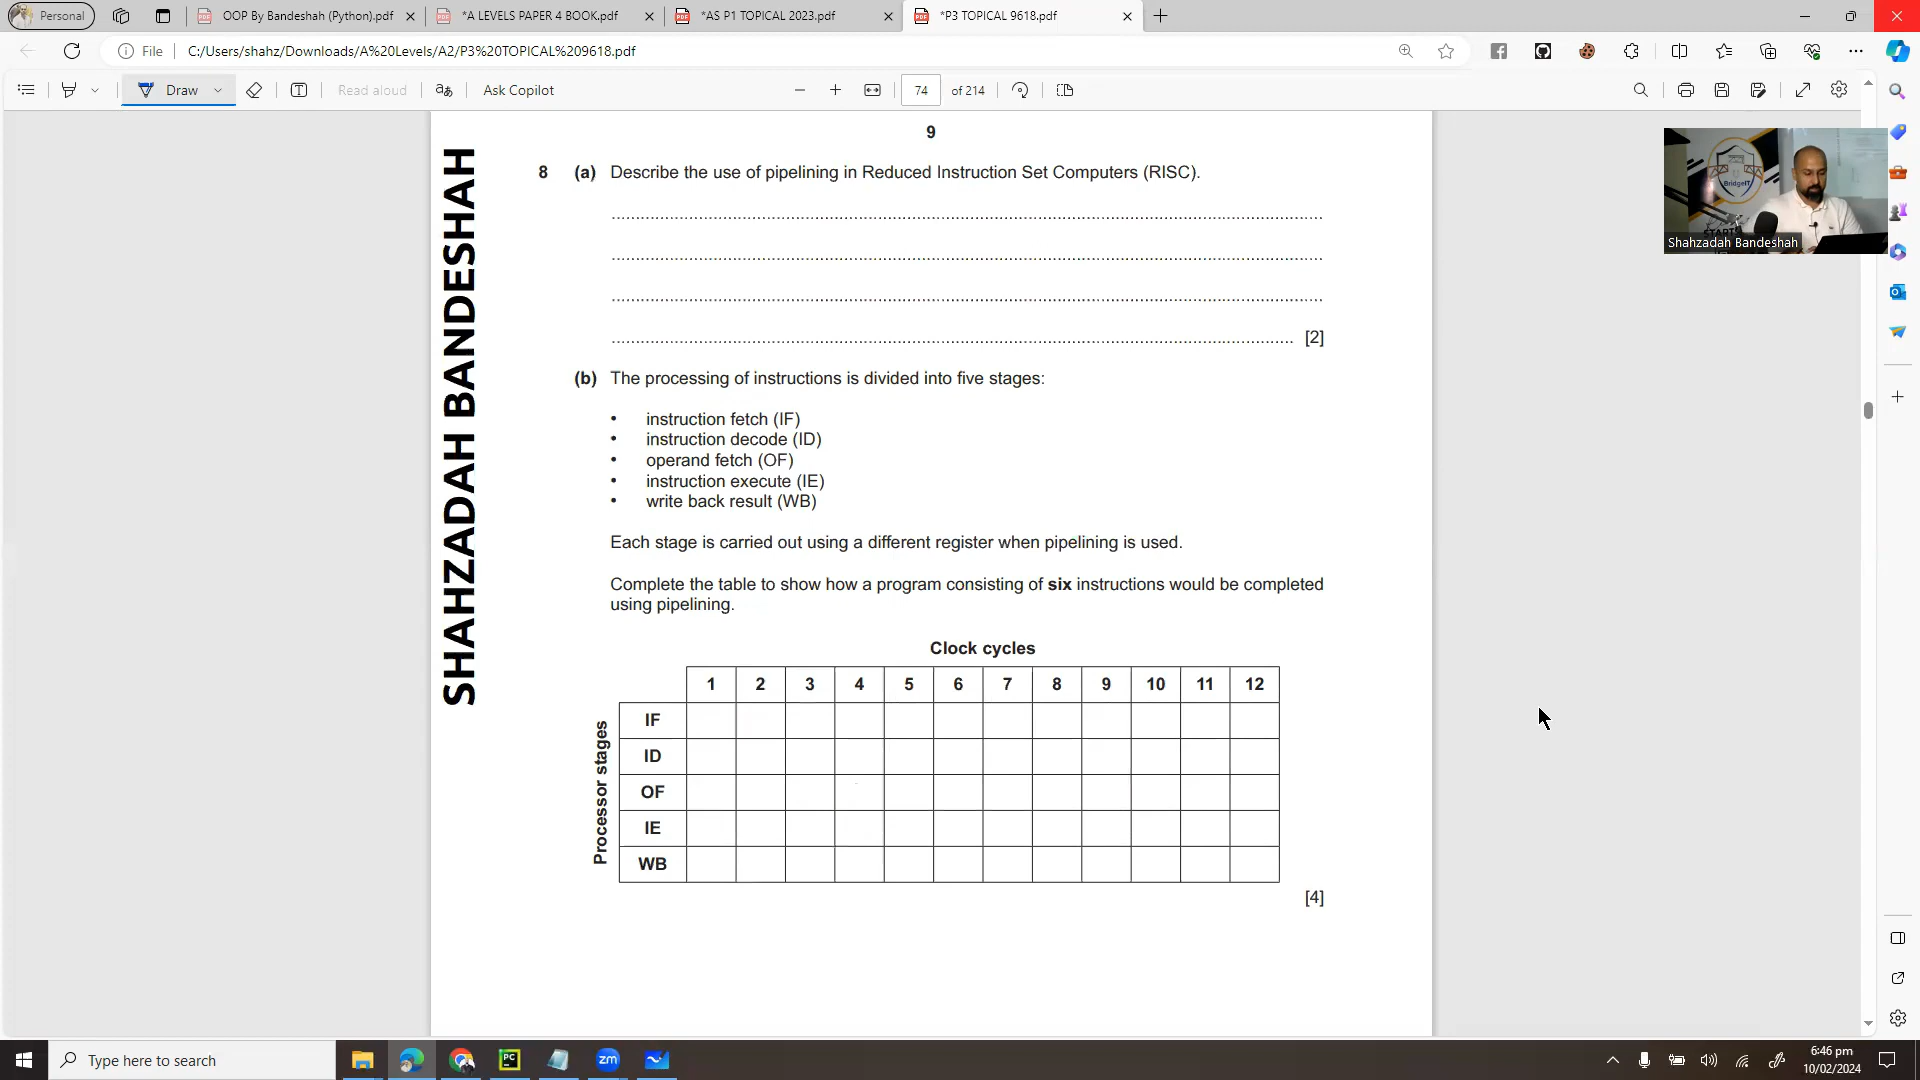 Personal
OOP By Bandeshah (Python).pdf
*A LEVELS PAPER 4 BOOK.pdf
*AS P1 TOPICAL 2023.pdf
*P3 TOPICAL 9618.pdf
File
C:/Users/shahz/Downloads/A%20Levels/A2/P3%20TOPICAL%209618.pdf
Draw
Read aloud
Ask Copilot
74 of 214
9
SHAHZADAH BANDESHAH
8 (a) Describe the use of pipelining in Reduced Instruction Set Computers (RISC).
[2]
(b) The processing of instructions is divided into five stages:
• instruction fetch (IF)
• instruction decode (ID)
• operand fetch (OF)
• instruction execute (IE)
• write back result (WB)
Each stage is carried out using a different register when pipelining is used.
Complete the table to show how a program consisting of six instructions would be completed
using pipelining.
Clock cycles
1 2 3 4 5 6 7 8 9 10 11 12
Processor stages
IF
ID
OF
IE
WB
[4]
BridgeIT
Shahzadah Bandeshah
Type here to search
PC
zm
6:46 pm
10/02/2024